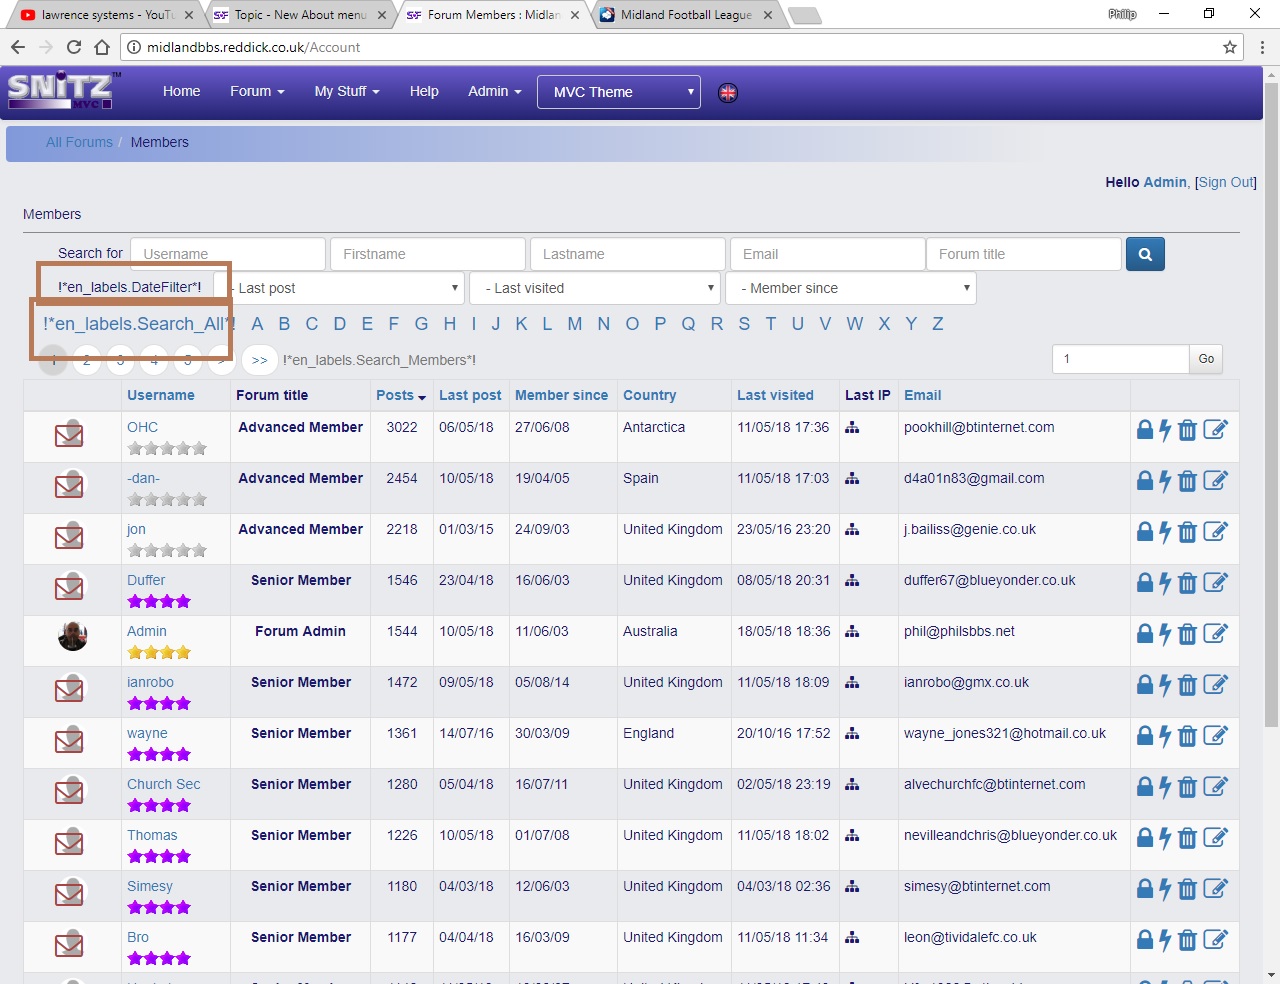 lawrence systems - YouTu
Topic - New About menu
Forum Members : Midlan
Midland Football League
Philip
midlandbbs.reddick.co.uk/Account
SNITZ™ MVC
Home Forum My Stuff Help Admin MVC Theme
All Forums / Members
Hello Admin, [Sign Out]
Members
Search for Username Firstname Lastname Email Forum title
!*en_labels.DateFilter*! - Last post - Last visited - Member since
!*en_labels.Search_All*! A B C D E F G H I J K L M N O P Q R S T U V W X Y Z
1 2 3 4 5 > >> !*en_labels.Search_Members*! 1 Go
Username Forum title Posts Last post Member since Country Last visited Last IP Email
OHC Advanced Member 3022 06/05/18 27/06/08 Antarctica 11/05/18 17:36 pookhill@btinternet.com
-dan- Advanced Member 2454 10/05/18 19/04/05 Spain 11/05/18 17:03 d4a01n83@gmail.com
jon Advanced Member 2218 01/03/15 24/09/03 United Kingdom 23/05/16 23:20 j.bailiss@genie.co.uk
Duffer Senior Member 1546 23/04/18 16/06/03 United Kingdom 08/05/18 20:31 duffer67@blueyonder.co.uk
Admin Forum Admin 1544 10/05/18 11/06/03 Australia 18/05/18 18:36 phil@philsbbs.net
ianrobo Senior Member 1472 09/05/18 05/08/14 United Kingdom 11/05/18 18:09 ianrobo@gmx.co.uk
wayne Senior Member 1361 14/07/16 30/03/09 England 20/10/16 17:52 wayne_jones321@hotmail.co.uk
Church Sec Senior Member 1280 05/04/18 16/07/11 United Kingdom 02/05/18 23:19 alvechurchfc@btinternet.com
Thomas Senior Member 1226 10/05/18 01/07/08 United Kingdom 11/05/18 18:02 nevilleandchris@blueyonder.co.uk
Simesy Senior Member 1180 04/03/18 12/06/03 United Kingdom 04/03/18 02:36 simesy@btinternet.com
Bro Senior Member 1177 04/04/18 16/03/09 United Kingdom 11/05/18 11:34 leon@tividalefc.co.uk